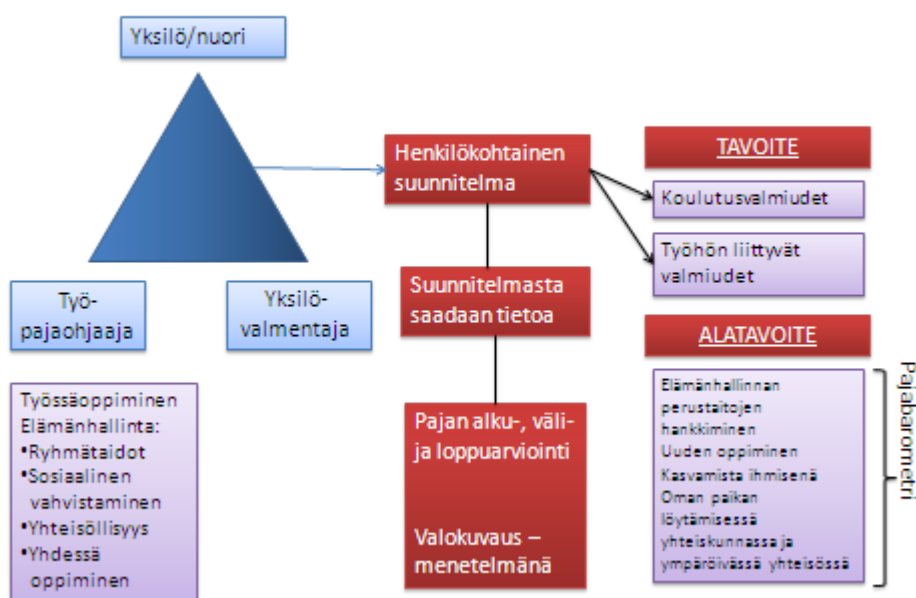 Yksilö/nuori
Henkilökohtainen
suunnitelma
TAVOITE
Koulutusvalmiudet
Työhön liittyvät
valmiudet
Työ-
pajaohjaaja
Yksilö-
valmentaja
Suunnitelmasta
saadaan tietoa
ALATAVOITE
Työssäoppiminen
Elämänhallinta:
•Ryhmätaidot
•Sosiaalinen
vahvistaminen
•Yhteisöllisyys
•Yhdessä
oppiminen
Pajan alku-, väli-
ja loppuarviointi
Valokuvaus –
menetelmänä
Elämänhallinnan
perustaitojen
hankkiminen
Uuden oppiminen
Kasvamista ihmisenä
Oman paikan
löytämisessä
yhteiskunnassa ja
ympäröivässä yhteisössä
Pajabarometri